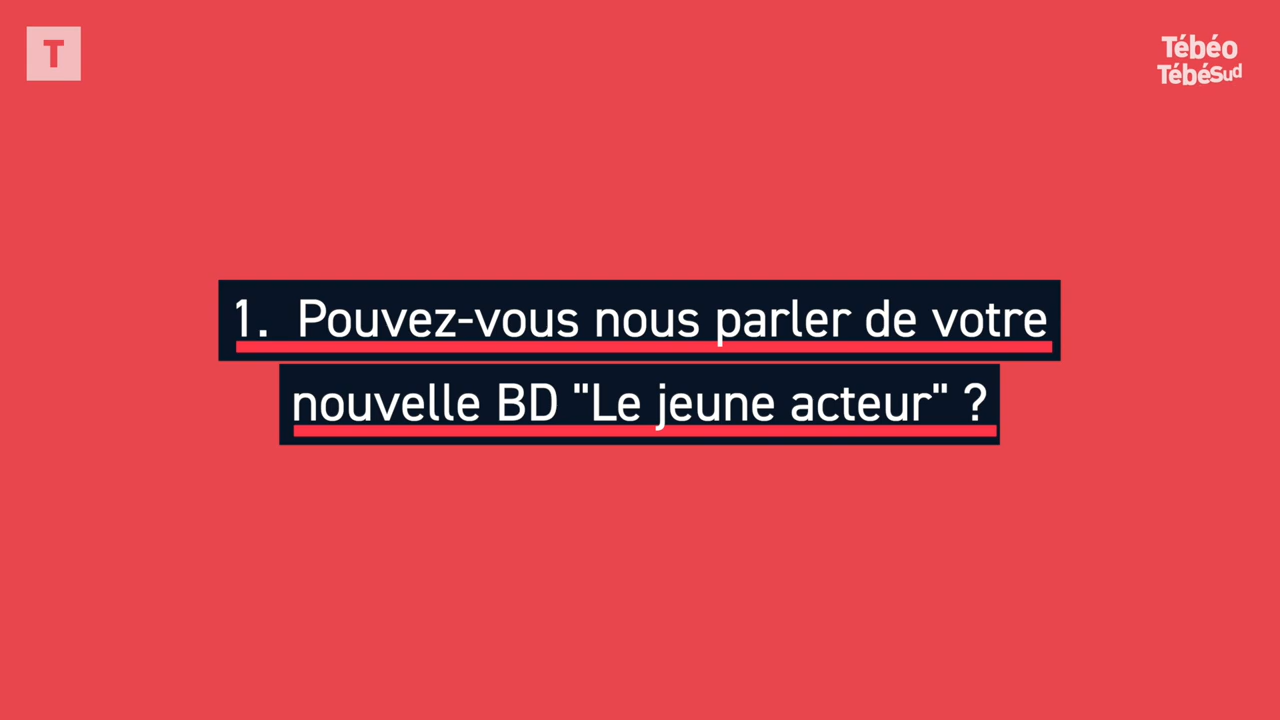 T
Tébéo
TébéSud
1. Pouvez-vous nous parler de votre
nouvelle BD "Le jeune acteur" ?